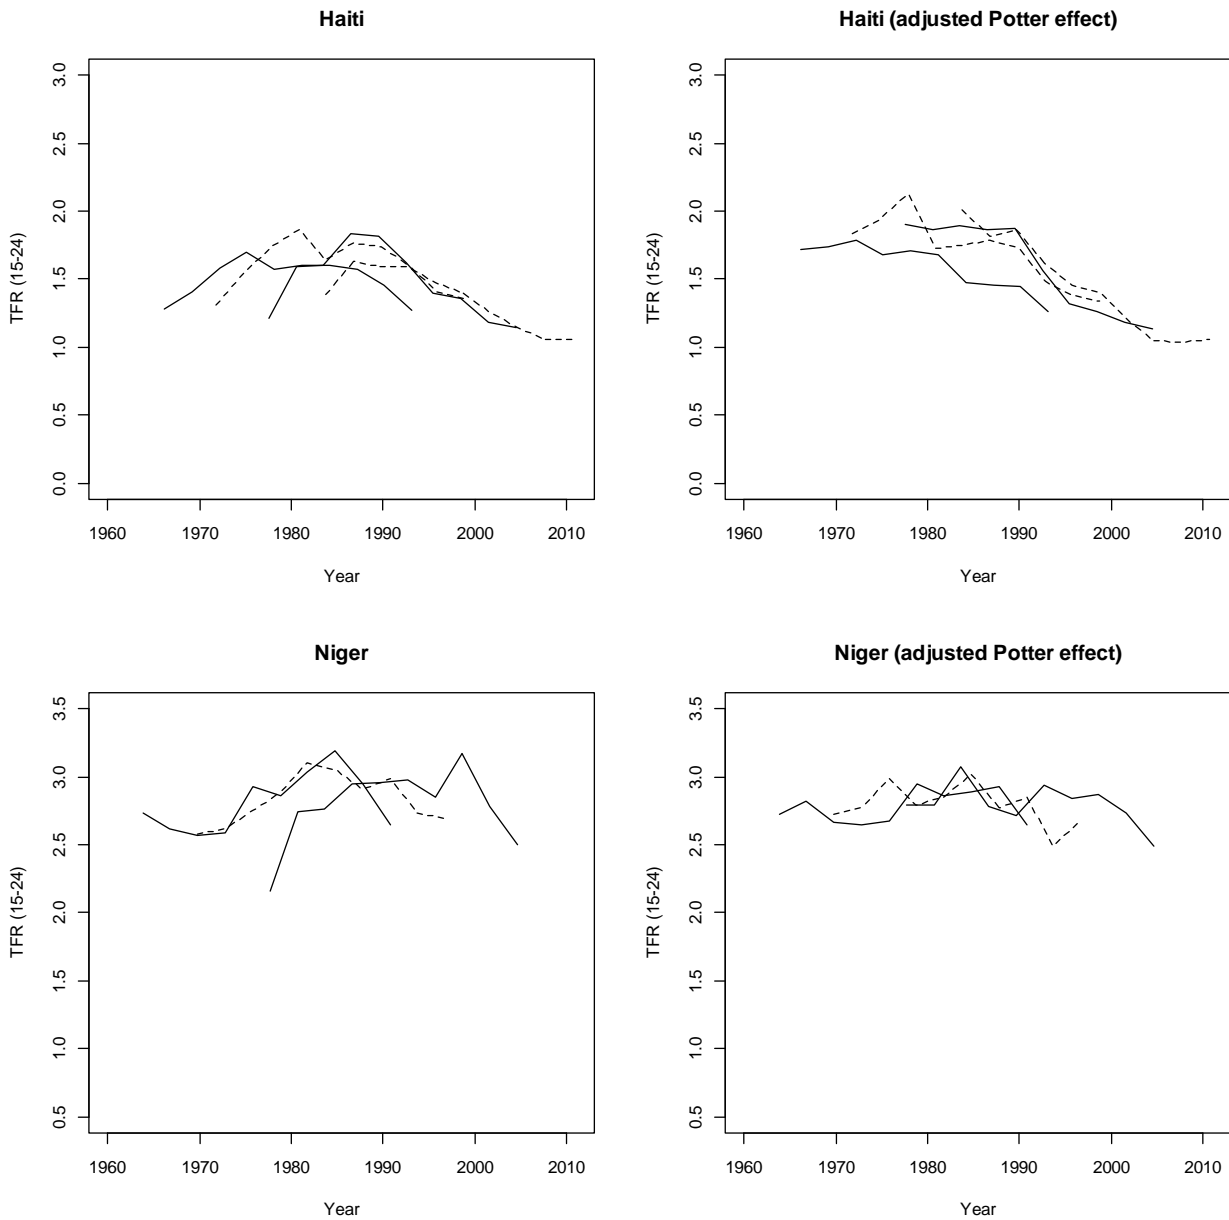 Haiti
TFR (15-24)
3.0
2.5
2.0
1.5
1.0
0.5
0.0
1960 1970 1980 1990 2000 2010
Year
Haiti (adjusted Potter effect)
TFR (15-24)
3.0
2.5
2.0
1.5
1.0
0.5
0.0
1960 1970 1980 1990 2000 2010
Year
Niger
TFR (15-24)
3.5
3.0
2.5
2.0
1.5
1.0
0.5
1960 1970 1980 1990 2000 2010
Year
Niger (adjusted Potter effect)
TFR (15-24)
3.5
3.0
2.5
2.0
1.5
1.0
0.5
1960 1970 1980 1990 2000 2010
Year